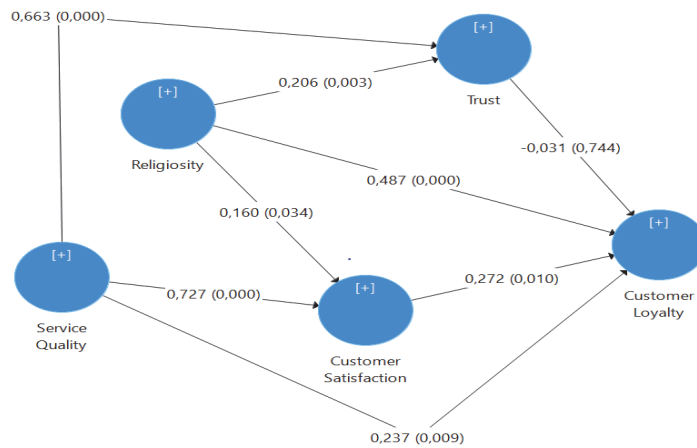 0,663 (0,000)
[+]
Trust
0,206 (0,003)
[+]
Religiosity
-0,031 (0,744)
0,487 (0,000)
0,160 (0,034)
[+]
Customer
Loyalty
[+]
Service
Quality
0,727 (0,000)
0,272 (0,010)
[+]
Customer
Satisfaction
0,237 (0,009)